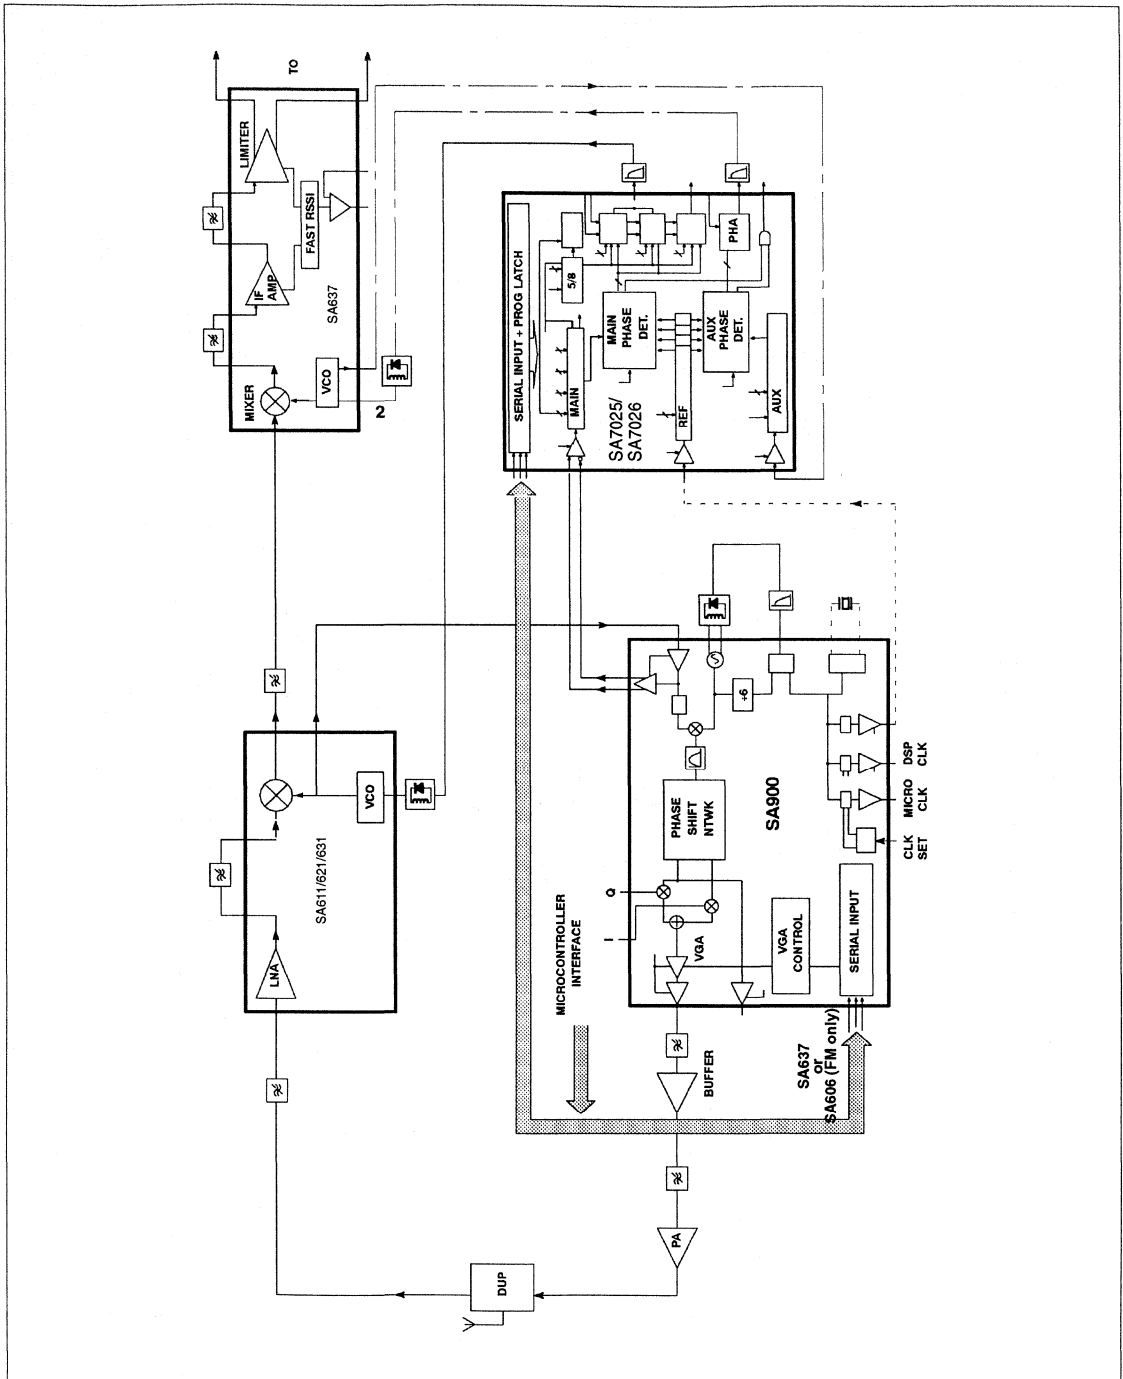 TO
LIMITER
FAST RSSI
IF
AMP
SA637
MIXER
VCO
2
SERIAL INPUT + PROG LATCH
5/8
PHA
MAIN
PHASE
DET.
AUX
PHASE
DET.
MAIN
REF
AUX
SA7025/
SA7026
VCO
SA611/621/631
LNA
÷6
PHASE
SHIFT
NTWK
SA900
DSP
CLK
MICRO
CLK
CLK
SET
Q
I
VGA
VGA
CONTROL
SERIAL INPUT
MICROCONTROLLER
INTERFACE
BUFFER
SA637
or
SA606 (FM only)
PA
DUP